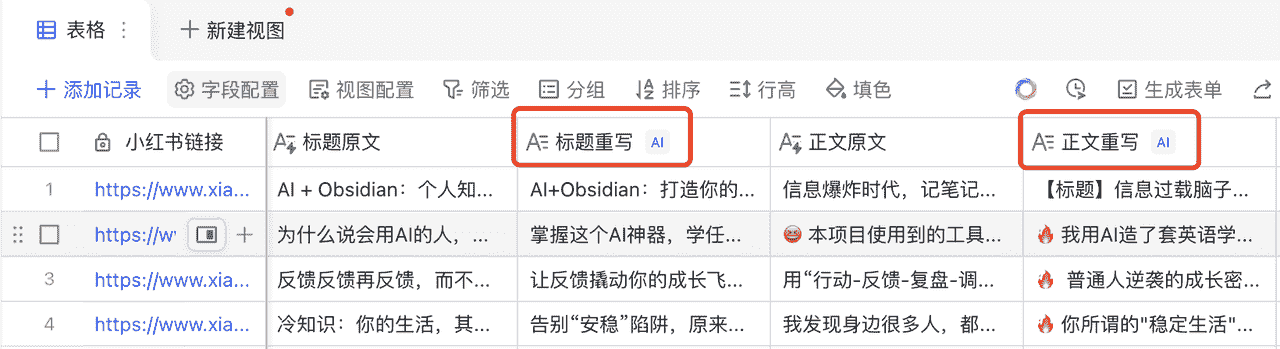 表格 新建视图
添加记录 字段配置 视图配置 筛选 分组 排序 行高 填色 生成表单
小红书链接 标题原文 标题重写 AI 正文原文 正文重写 AI
1 https://www.xia... AI + Obsidian：个人知... AI+Obsidian：打造你的... 信息爆炸时代，记笔记... 【标题】信息过载脑子...
https://w 为什么说会用AI的人，... 掌握这个AI神器，学任... 😆 本项目使用到的工具... 🔥 我用AI造了套英语学...
3 https://www.xia... 反馈反馈再反馈，而不... 让反馈撬动你的成长飞... 用“行动-反馈-复盘-调... 🔥 普通人逆袭的成长密...
4 https://www.xia... 冷知识：你的生活，其... 告别“安稳”陷阱，原来... 我发现身边很多人，都... 🔥 你所谓的"稳定生活"...